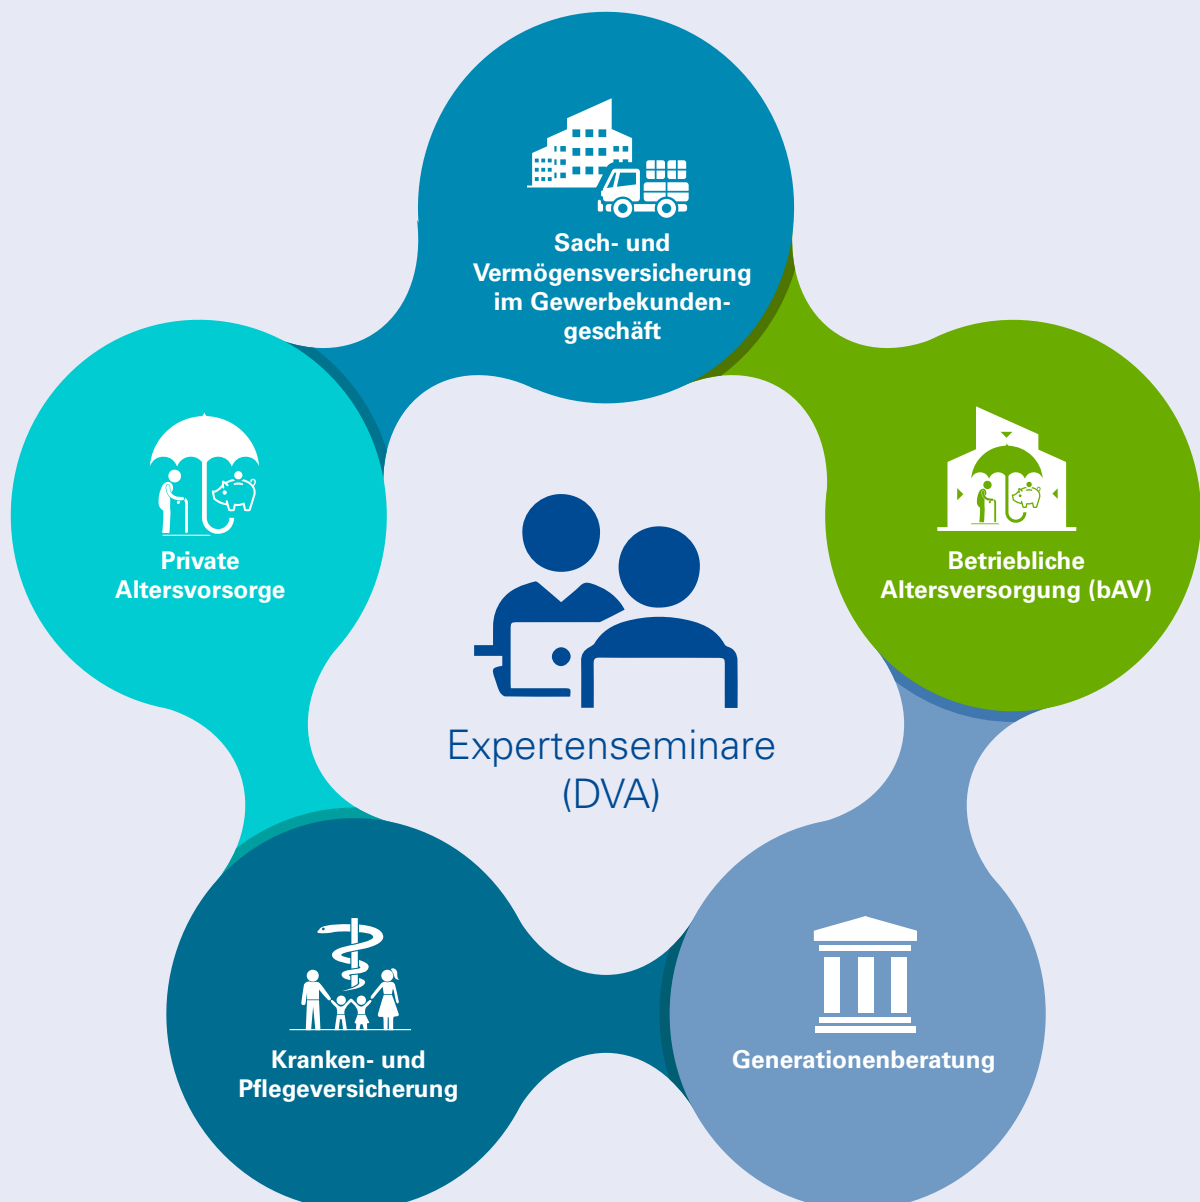 Sach- und
Vermögensversicherung
im Gewerbekunden-
geschäft
Private
Altersvorsorge
Betriebliche
Altersversorgung (bAV)
Expertenseminare
(DVA)
Kranken- und
Pflegeversicherung
Generationenberatung